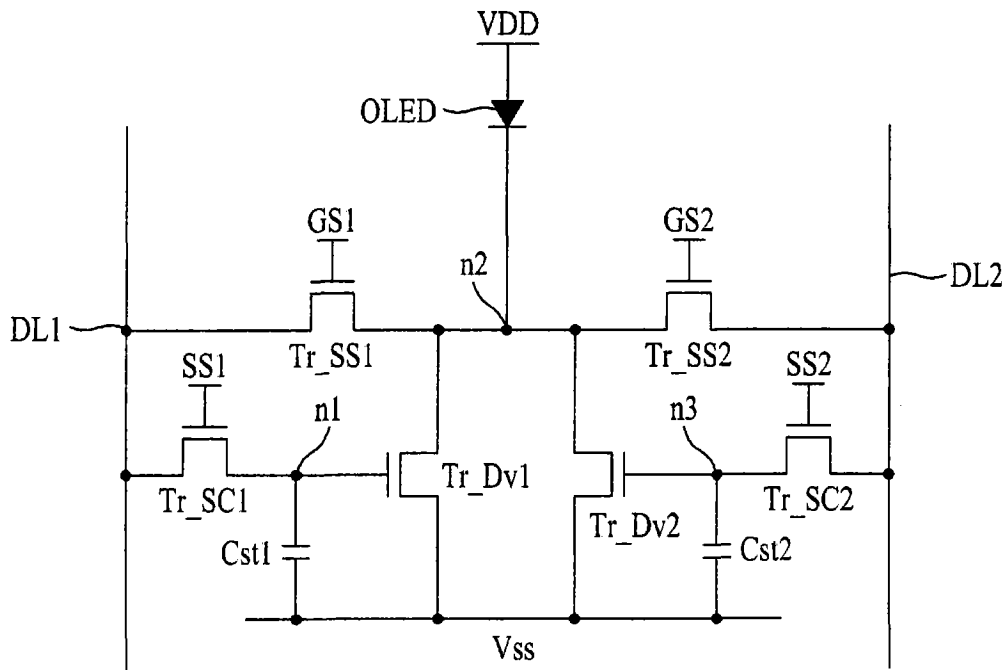 VDD
OLED
GS1
GS2
n2
DL2
DL1
Tr_SS1
Tr_SS2
SS1
SS2
n1
n3
Tr_SC1
Tr_Dv1
Tr_Dv2
Tr_SC2
Cst1
Cst2
Vss